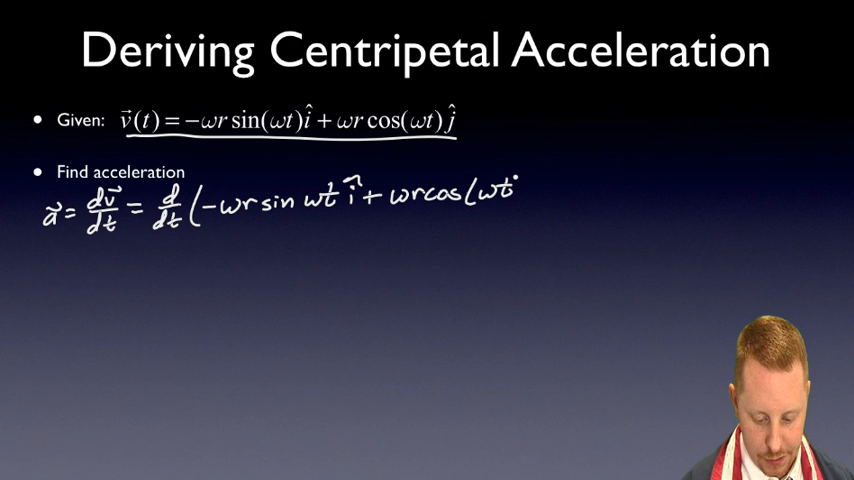 Deriving Centripetal Acceleration
• Given: v⃗(t) = −ωr sin(ωt)î + ωr cos(ωt)ĵ
• Find acceleration
a⃗ = dv⃗/dt = d/dt (−ωr sin ωt î + ωr cos(ωt